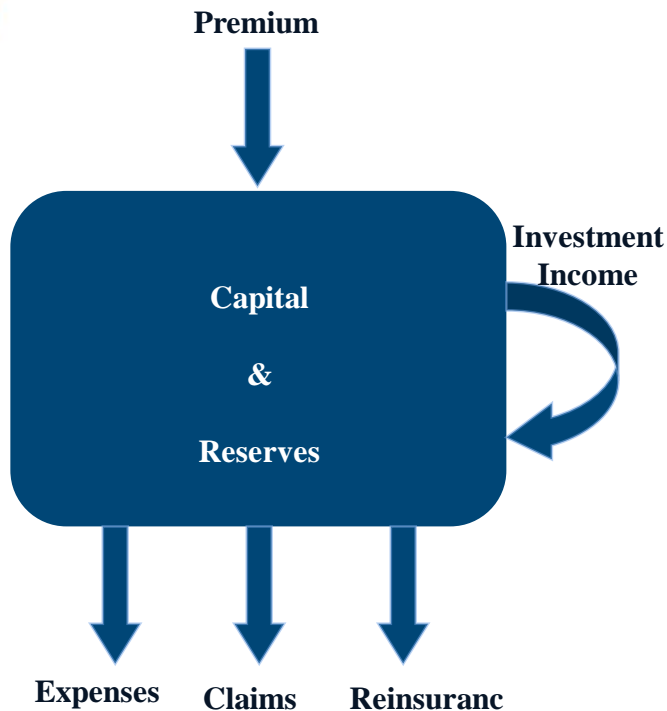 Premium
Investment
Income
Capital
&
Reserves
Expenses
Claims
Reinsuranc